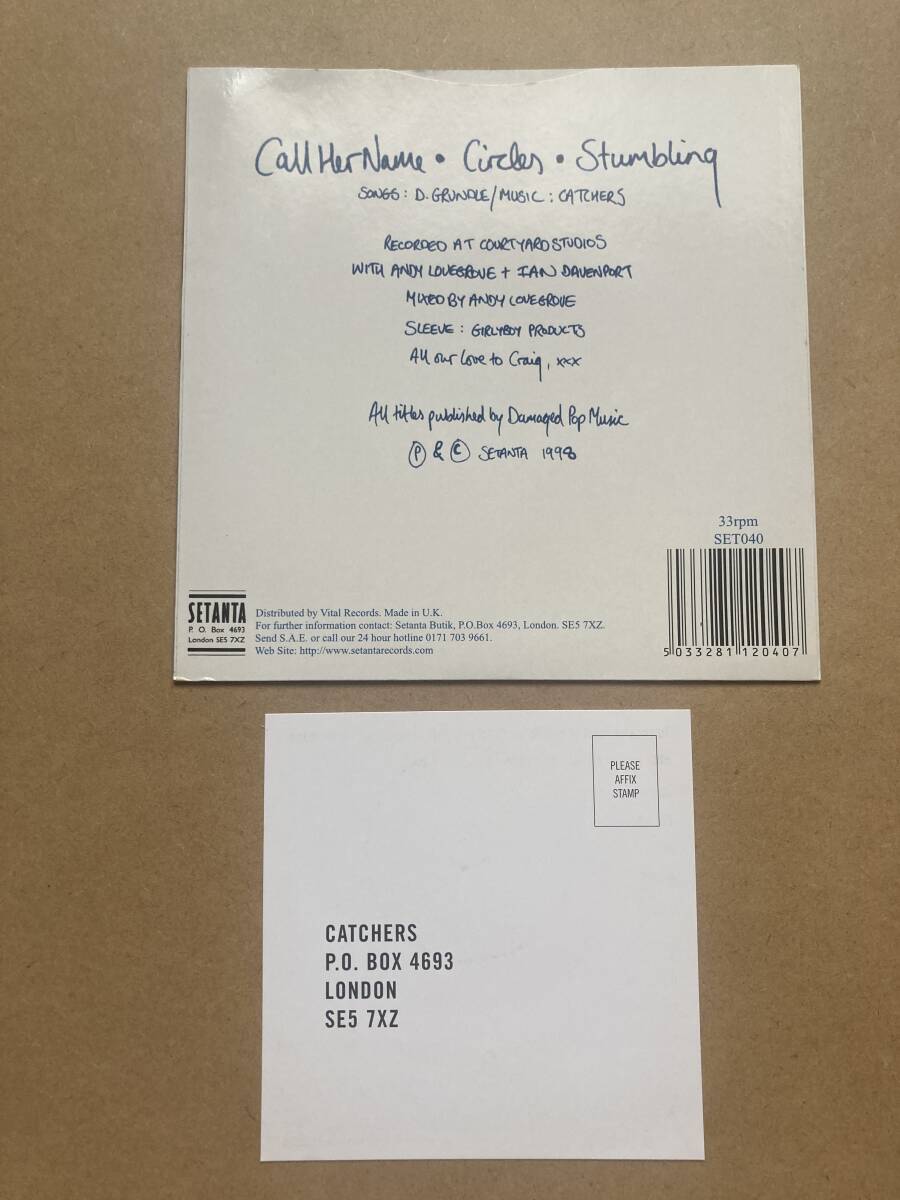 Call Her Name • Circles • Stumbling
SONGS: D. GRUNDLE/MUSIC: CATCHERS
RECORDED AT COURTYARD STUDIOS
WITH ANDY LOVEGROVE + IAN DAVENPORT
MIXED BY ANDY LOVEGROVE
SLEEVE: GIRLYBOY PRODUCTS
All our love to Craig, xxx
All titles published by Damaged Pop Music
Ⓟ & © SETANTA 1998
33rpm
SET040
5 033281 120407
SETANTA
P. O. Box 4693
London SE5 7XZ
Distributed by Vital Records. Made in U.K.
For further information contact: Setanta Butik, P.O.Box 4693, London. SE5 7XZ.
Send S.A.E. or call our 24 hour hotline 0171 703 9661.
Web Site: http://www.setantarecords.com
PLEASE
AFFIX
STAMP
CATCHERS
P.O. BOX 4693
LONDON
SE5 7XZ